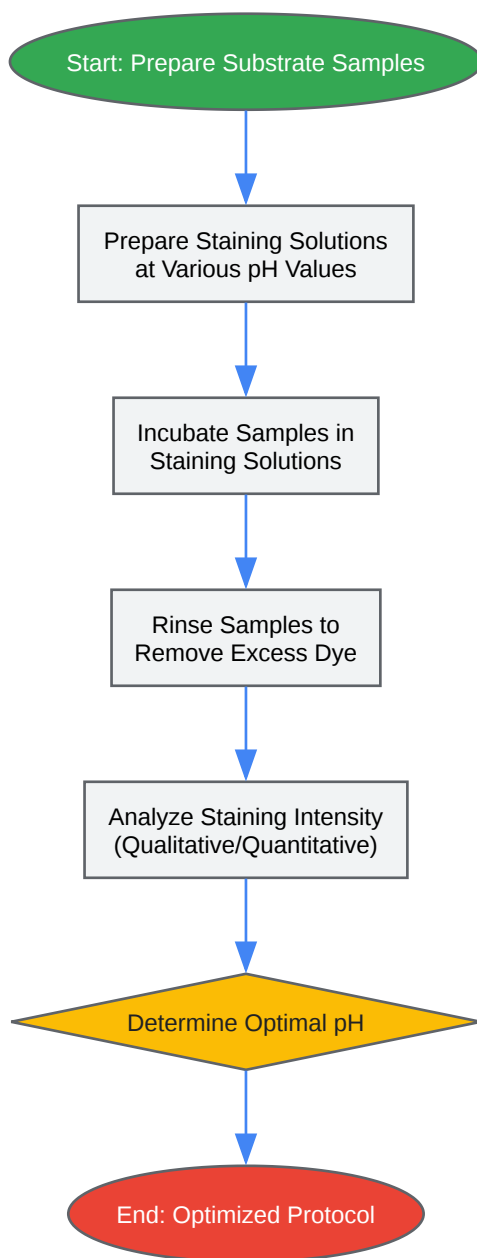 Start: Prepare Substrate Samples
Prepare Staining Solutions
at Various pH Values
Incubate Samples in
Staining Solutions
Rinse Samples to
Remove Excess Dye
Analyze Staining Intensity
(Qualitative/Quantitative)
Determine Optimal pH
End: Optimized Protocol